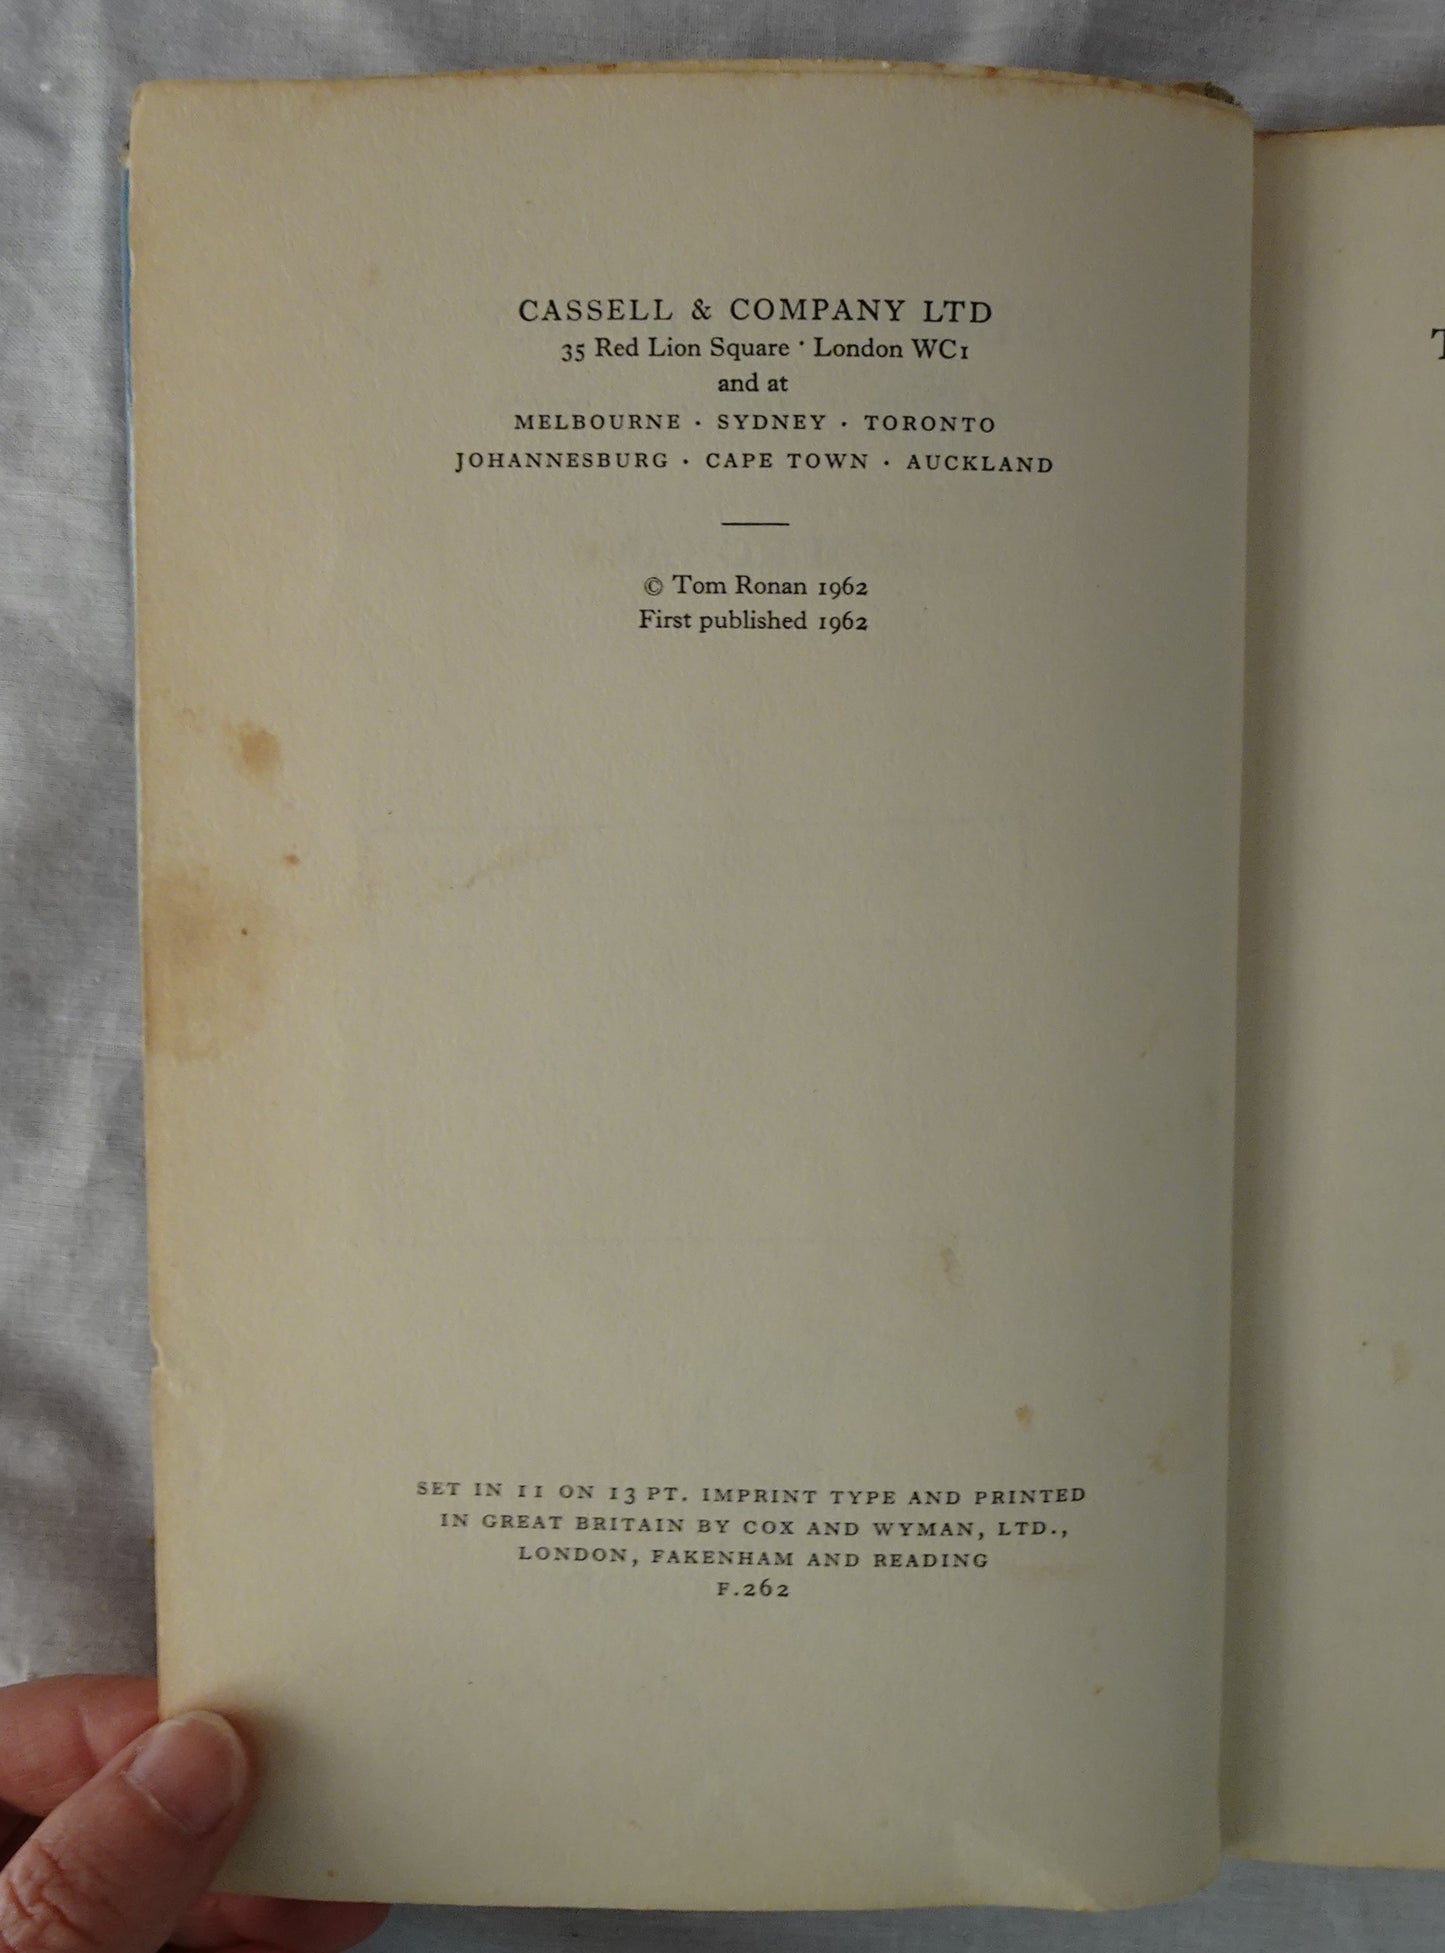 CASSELL & COMPANY LTD
35 Red Lion Square · London WC1
and at
MELBOURNE · SYDNEY · TORONTO
JOHANNESBURG · CAPE TOWN · AUCKLAND
© Tom Ronan 1962
First published 1962
SET IN 11 ON 13 PT. IMPRINT TYPE AND PRINTED
IN GREAT BRITAIN BY COX AND WYMAN, LTD.,
LONDON, FAKENHAM AND READING
F.262